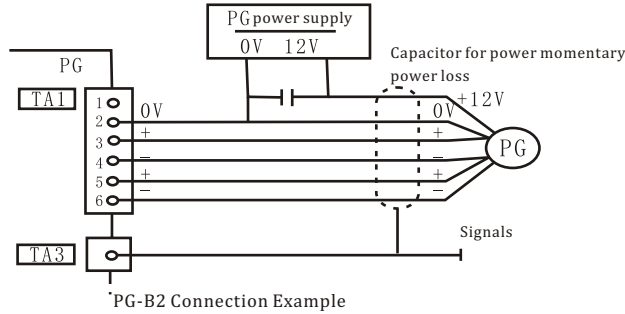 PG power supply
0V 12V
Capacitor for power momentary
power loss
PG
TA1
1
0V
0V
+12V
2
+
+
3
PG
−
−
4
+
+
5
−
−
6
Signals
TA3
PG-B2 Connection Example